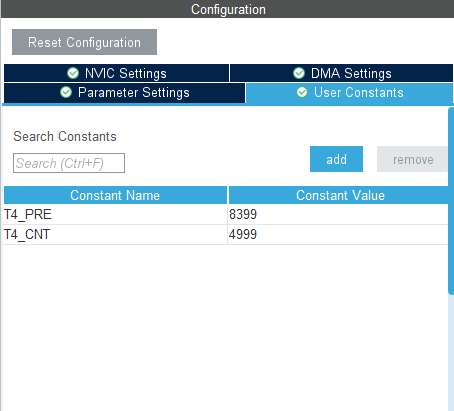 Configuration
Reset Configuration
NVIC Settings DMA Settings
Parameter Settings User Constants
Search Constants
Search (Ctrl+F) add remove
Constant Name Constant Value
T4_PRE 8399
T4_CNT 4999